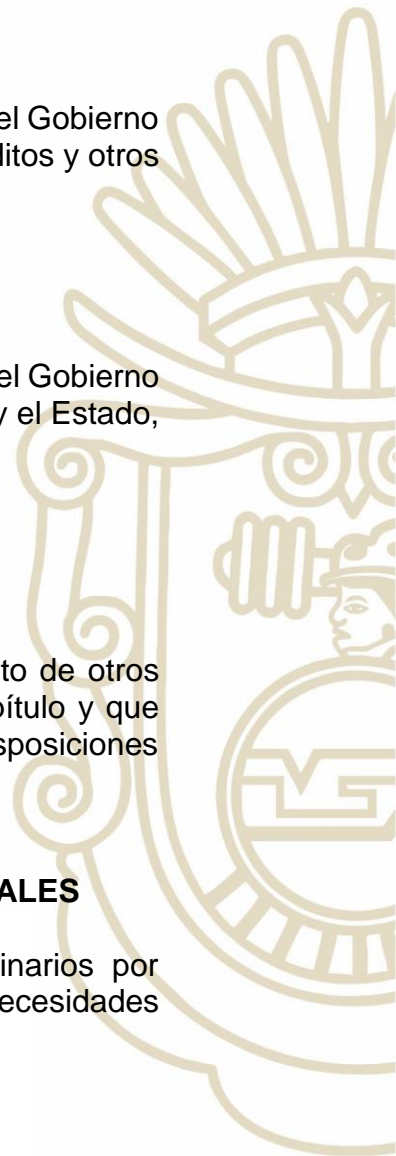 el Gobierno
litos y otros
el Gobierno
y el Estado,
to de otros
pítulo y que
sposiciones
ALES
inarios por
ecesidades